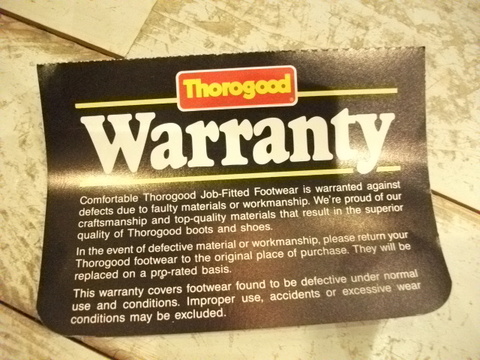 Thorogood
Warranty
Comfortable Thorogood Job-Fitted Footwear is warranted against
defects due to faulty materials or workmanship. We're proud of our
craftsmanship and top-quality materials that result in the superior
quality of Thorogood boots and shoes.
In the event of defective material or workmanship, please return your
Thorogood footwear to the original place of purchase. They will be
replaced on a pro-rated basis.
This warranty covers footwear found to be defective under normal
use and conditions. Improper use, accidents or excessive wear
conditions may be excluded.